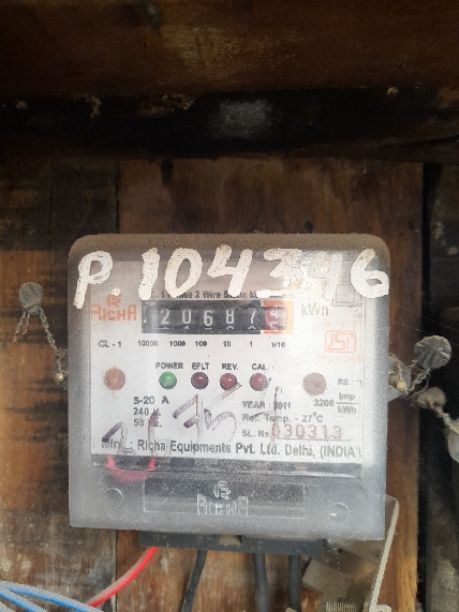 P.104346
RICHA
206879
kWh
CL - 1 10000 1000 100 10 1 1/10
POWER EFLT REV. CAL
5-20 A
240
YEAR : 2011
3200 Imp kWh
Ref. Temp. - 27°C
SL. No. 030313
Richa Equipments Pvt. Ltd. Delhi, (INDIA)
RICHA